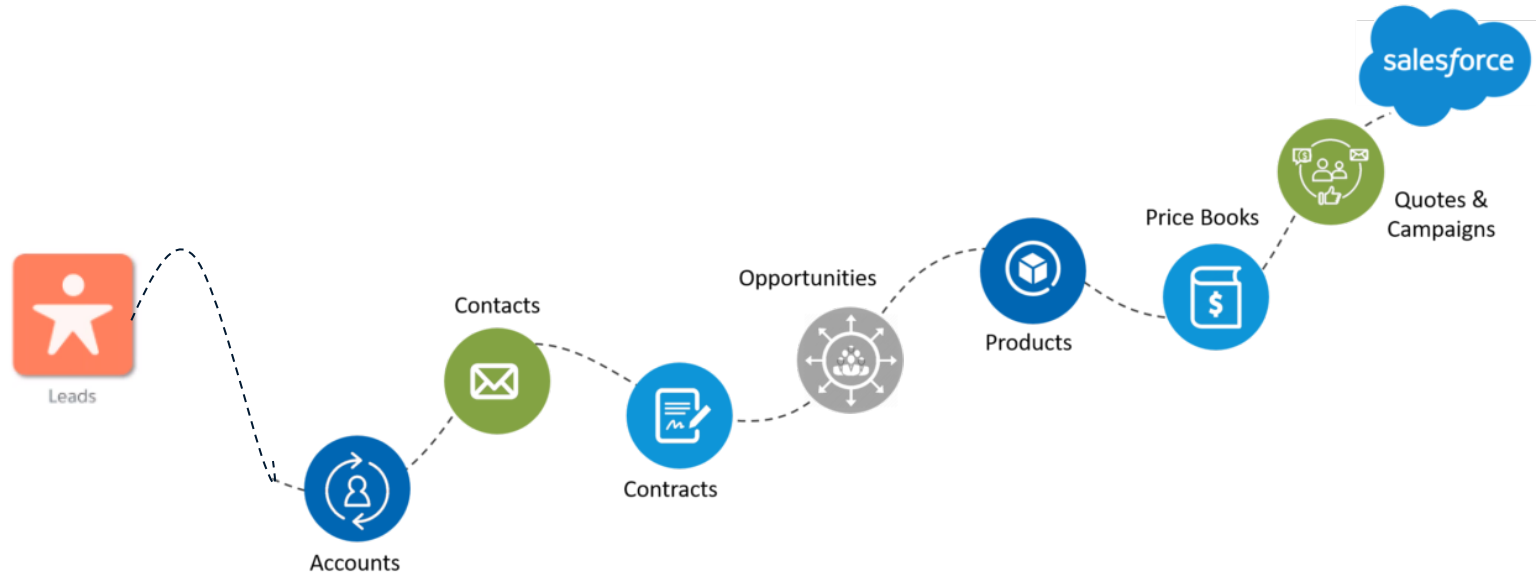 Leads
Accounts
Contacts
Contracts
Opportunities
Products
Price Books
$
Quotes &
Campaigns
$
salesforce